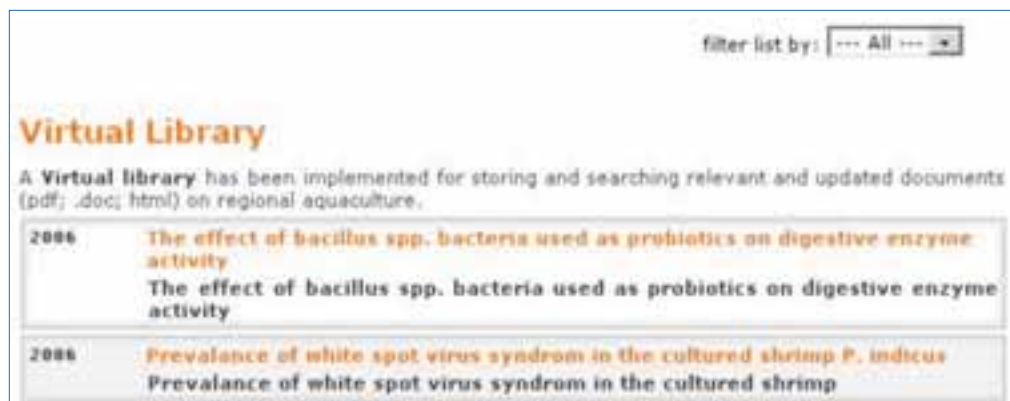 filter list by: --- All ---
Virtual Library
A Virtual library has been implemented for storing and searching relevant and updated documents
(pdf; .doc; html) on regional aquaculture.
2006 The effect of bacillus spp. bacteria used as probiotics on digestive enzyme
activity
The effect of bacillus spp. bacteria used as probiotics on digestive enzyme
activity
2006 Prevalance of white spot virus syndrom in the cultured shrimp P. indicus
Prevalance of white spot virus syndrom in the cultured shrimp